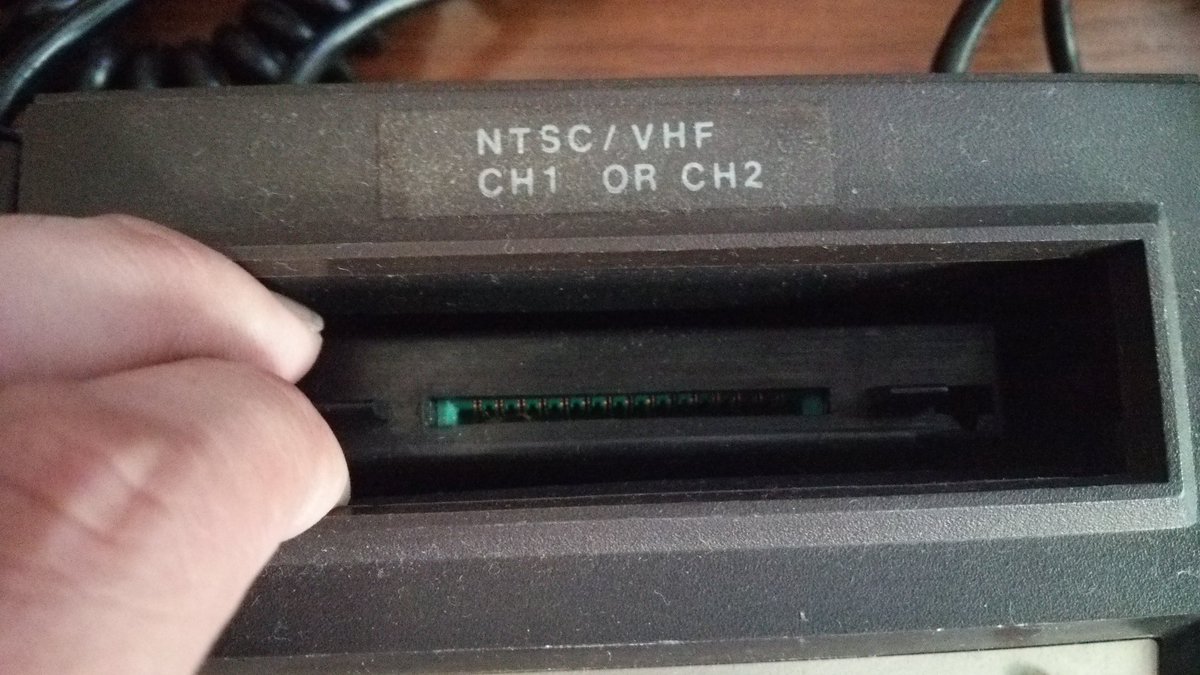 NTSC/VHF
CH1 OR CH2